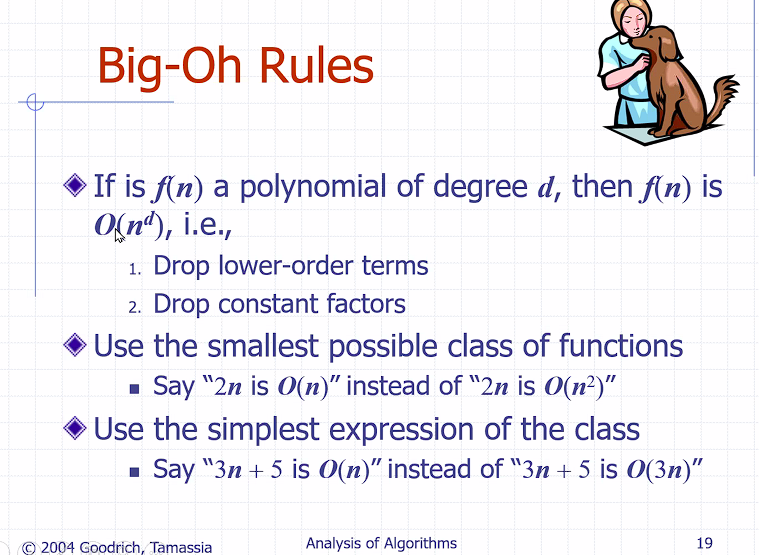 Big-Oh Rules
If is f(n) a polynomial of degree d, then f(n) is
O(nᵈ), i.e.,
1. Drop lower-order terms
2. Drop constant factors
Use the smallest possible class of functions
Say “2n is O(n)” instead of “2n is O(n²)”
Use the simplest expression of the class
Say “3n + 5 is O(n)” instead of “3n + 5 is O(3n)”
© 2004 Goodrich, Tamassia
Analysis of Algorithms
19